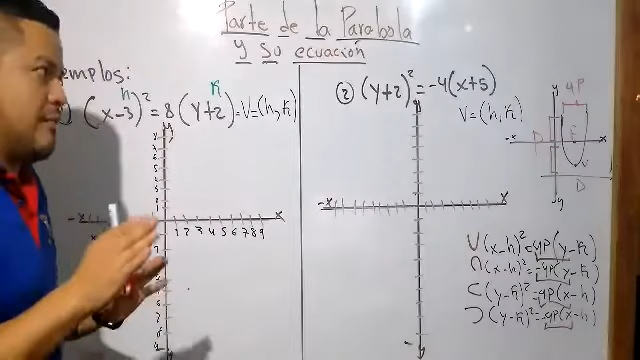 Parte de la Parabola
y su ecuación
emplos:
h k
(x-3)² = 8(y+2) = V=(h,k)
② (y+2)² = -4(x+5)
V=(h,k)
4P
-x x
y
-y
P
F
V
D
-x x
1 2 3 4 5 6 7 8 9
-x x
y
-y
∪ (x-h)² = 4P(y-k)
∩ (x-h)² = -4P(y-k)
⊂ (y-k)² = 4P(x-h)
⊃ (y-k)² = -4P(x-h)